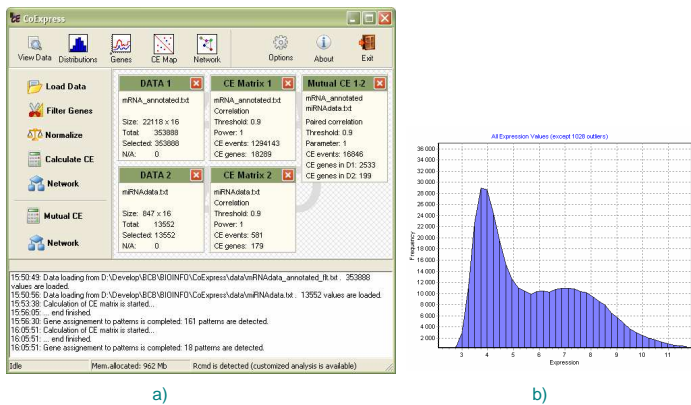 CoExpress
View Data
Distributions
Genes
CE Map
Network
Options
About
Exit
Load Data
Filter Genes
Normalize
Calculate CE
Network
Mutual CE
Network
DATA 1
mRNA_annotated.txt
Size: 22118 x 16
Total: 353888
Selected: 353888
N/A: 0
CE Matrix 1
mRNA_annotated.txt
Correlation
Threshold: 0.9
Power: 1
CE events: 1294143
CE genes: 18289
Mutual CE 1-2
mRNA_annotated
miRNAdata.txt
Paired correlation
Threshold: 0.9
Parameter: 1
CE events: 16846
CE genes in D1: 2533
CE genes in D2: 199
DATA 2
miRNAdata.txt
Size: 847 x 16
Total: 13552
Selected: 13552
N/A: 0
CE Matrix 2
miRNAdata.txt
Correlation
Threshold: 0.9
Power: 1
CE events: 581
CE genes: 179
15:50:49: Data loading from D:\Develop\BCB\BIOINFO\CoExpress\data\mRNAdata_annotated_flt.txt . 353888
values are loaded.
15:50:56: Data loading from D:\Develop\BCB\BIOINFO\CoExpress\data\miRNAdata.txt . 13552 values are loaded.
15:53:38: Calculation of CE matrix is started...
15:56:05: ... end finished.
15:56:30: Gene assignement to patterns is completed: 161 patterns are detected.
16:05:51: Calculation of CE matrix is started...
16:05:51: ... end finished.
16:05:51: Gene assignement to patterns is completed: 18 patterns are detected.
Idle
Mem.allocated: 962 Mb
Rcmd is detected (customized analysis is available)
a)
All Expression Values (except 1028 outliers)
Frequency
36 000
34 000
32 000
30 000
28 000
26 000
24 000
22 000
20 000
18 000
16 000
14 000
12 000
10 000
8 000
6 000
4 000
2 000
3 4 5 6 7 8 9 10 11
Expression
b)